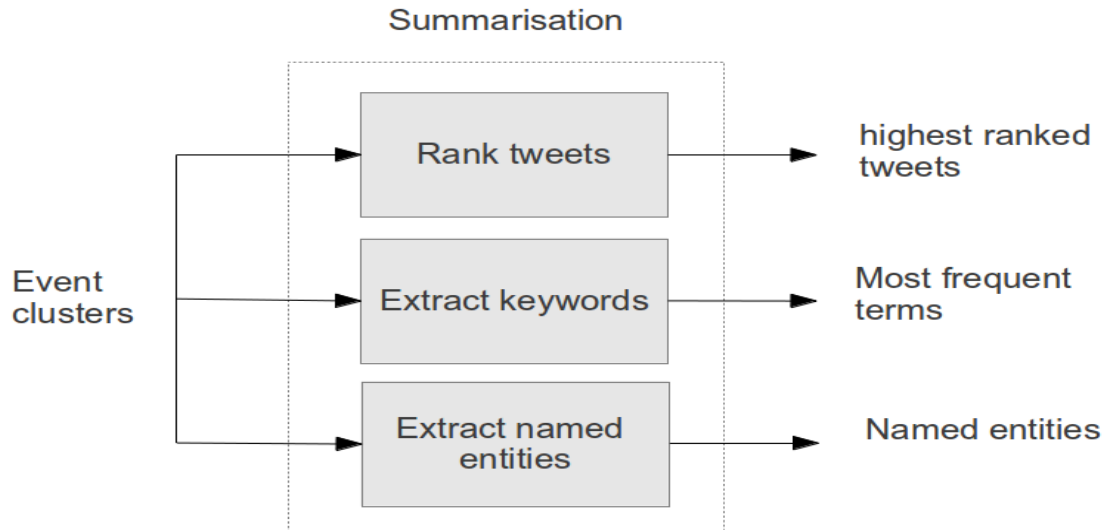 Summarisation
Rank tweets
highest ranked
tweets
Event
clusters
Extract keywords
Most frequent
terms
Extract named
entities
Named entities